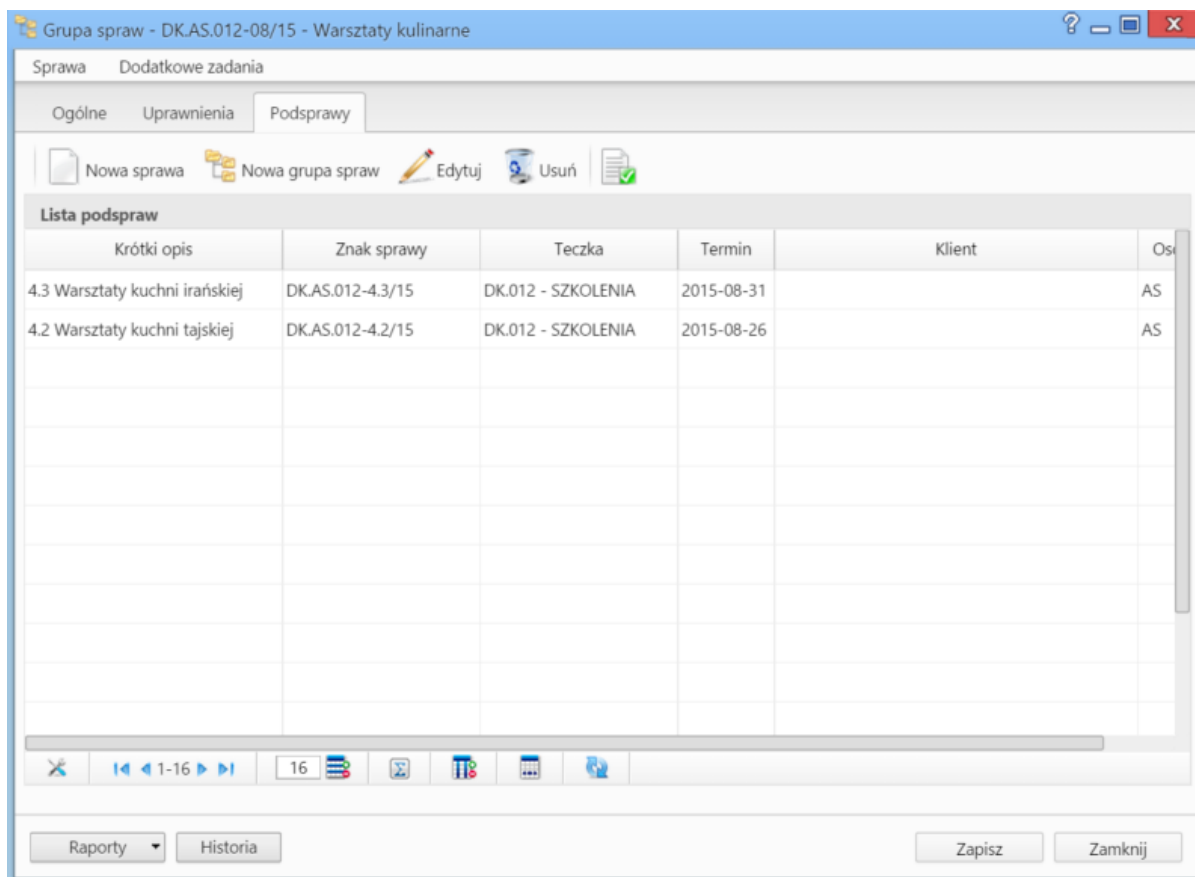 Grupa spraw - DK.AS.012-08/15 - Warsztaty kulinarne
Sprawa Dodatkowe zadania
Ogólne Uprawnienia Podsprawy
Nowa sprawa Nowa grupa spraw Edytuj Usuń
Lista podspraw
Krótki opis Znak sprawy Teczka Termin Klient Oso
4.3 Warsztaty kuchni irańskiej DK.AS.012-4.3/15 DK.012 - SZKOLENIA 2015-08-31 AS
4.2 Warsztaty kuchni tajskiej DK.AS.012-4.2/15 DK.012 - SZKOLENIA 2015-08-26 AS
1-16 16
Raporty Historia Zapisz Zamknij